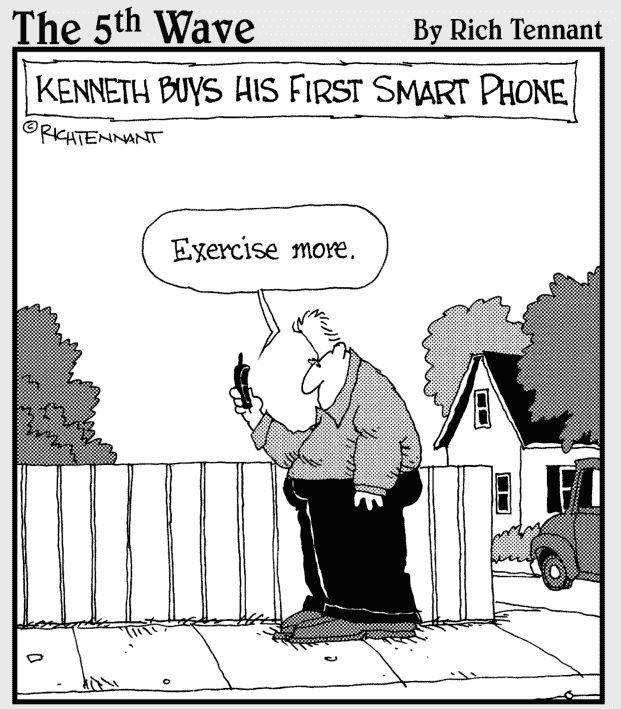 The 5th Wave
By Rich Tennant
KENNETH BUYS HIS FIRST SMART PHONE
© RICHTENNANT
Exercise more.